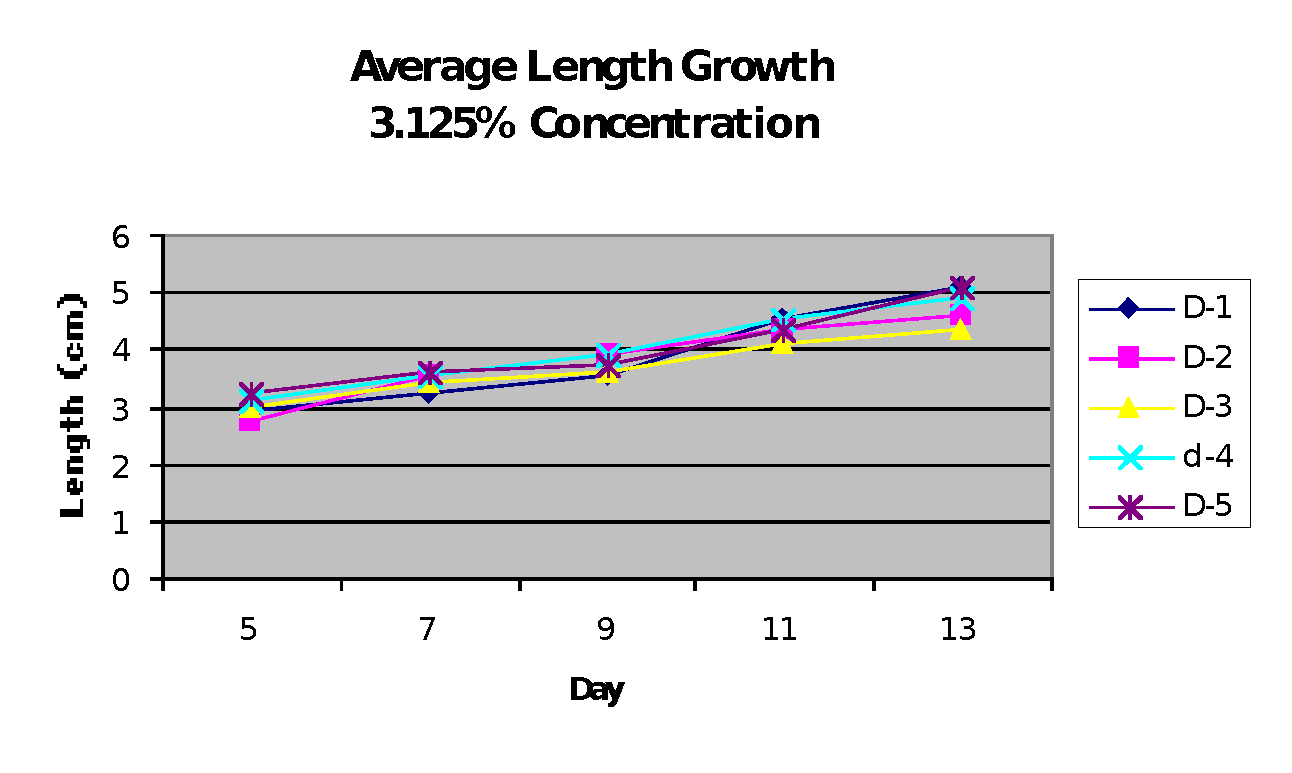 Average Length Growth
3.125% Concentration
6
5
4
3
2
1
0
Length (cm)
5 7 9 11 13
Day
D-1
D-2
D-3
d-4
D-5